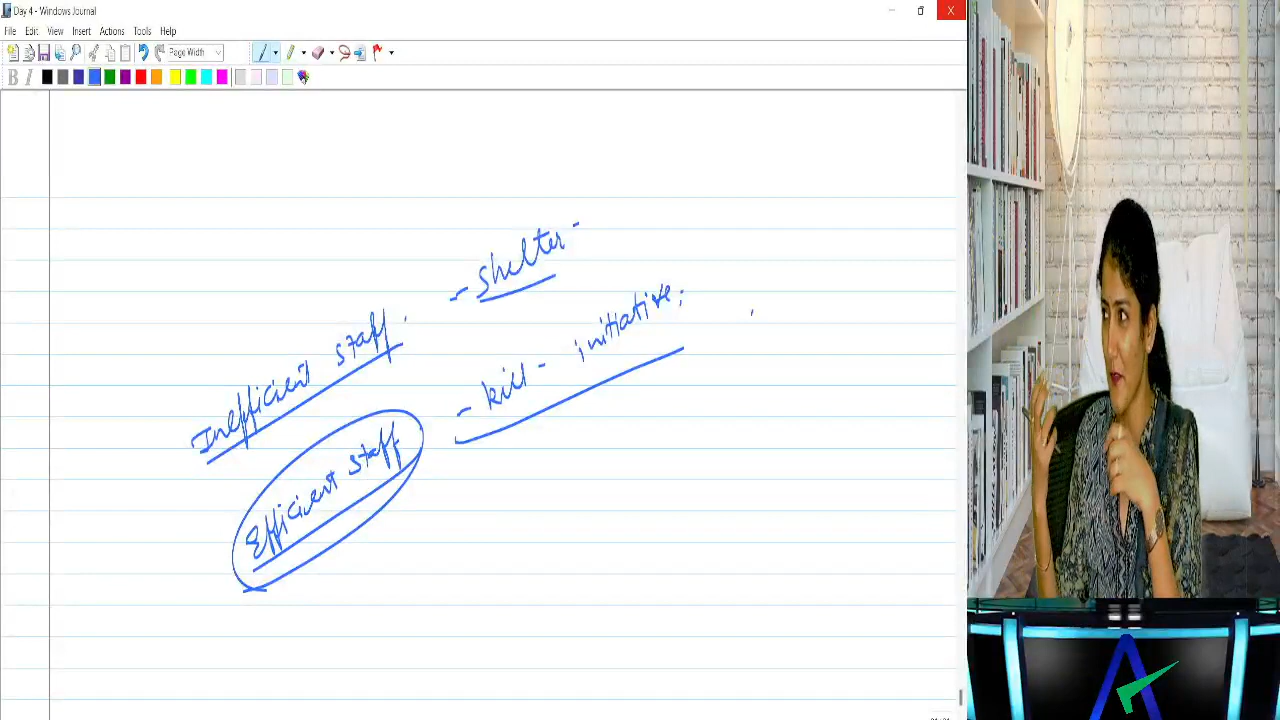 Day 4 - Windows Journal
File Edit View Insert Actions Tools Help
Page Width
B I
- Shelter -
Inefficient staff.
- kill - initiative;
Efficient staff